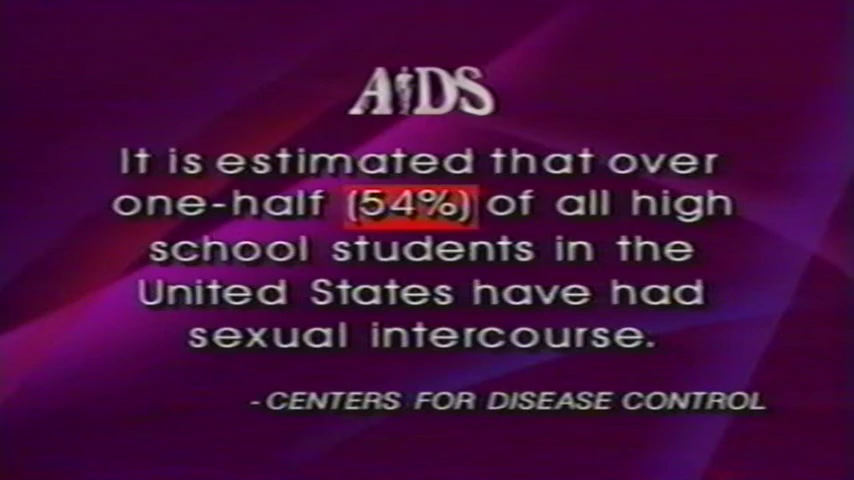 AIDS
It is estimated that over
one-half (54%) of all high
school students in the
United States have had
sexual intercourse.
-CENTERS FOR DISEASE CONTROL